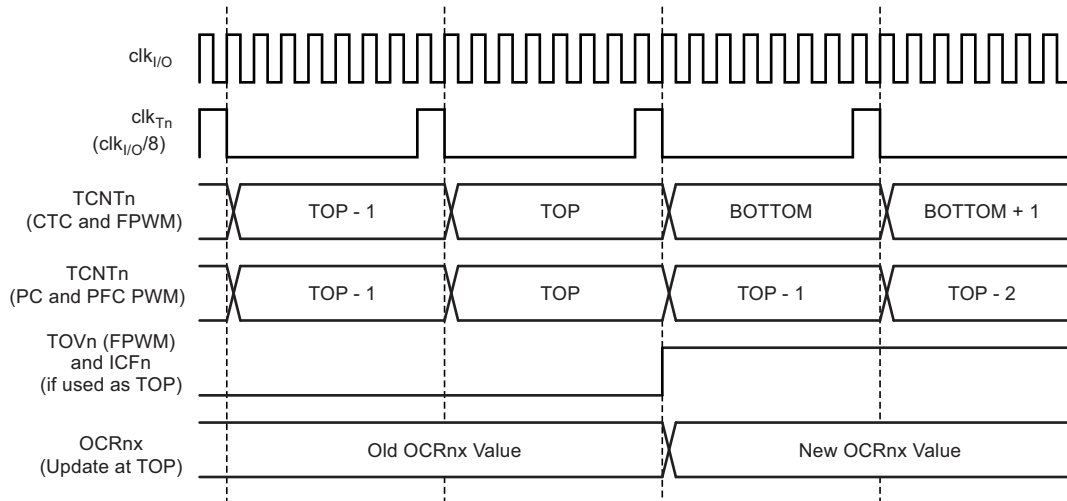 clkI/O
clkTn
(clkI/O/8)
TCNTn
(CTC and FPWM)
TOP - 1
TOP
BOTTOM
BOTTOM + 1
TCNTn
(PC and PFC PWM)
TOP - 1
TOP
TOP - 1
TOP - 2
TOVn (FPWM)
and ICFn
(if used as TOP)
OCRnx
(Update at TOP)
Old OCRnx Value
New OCRnx Value